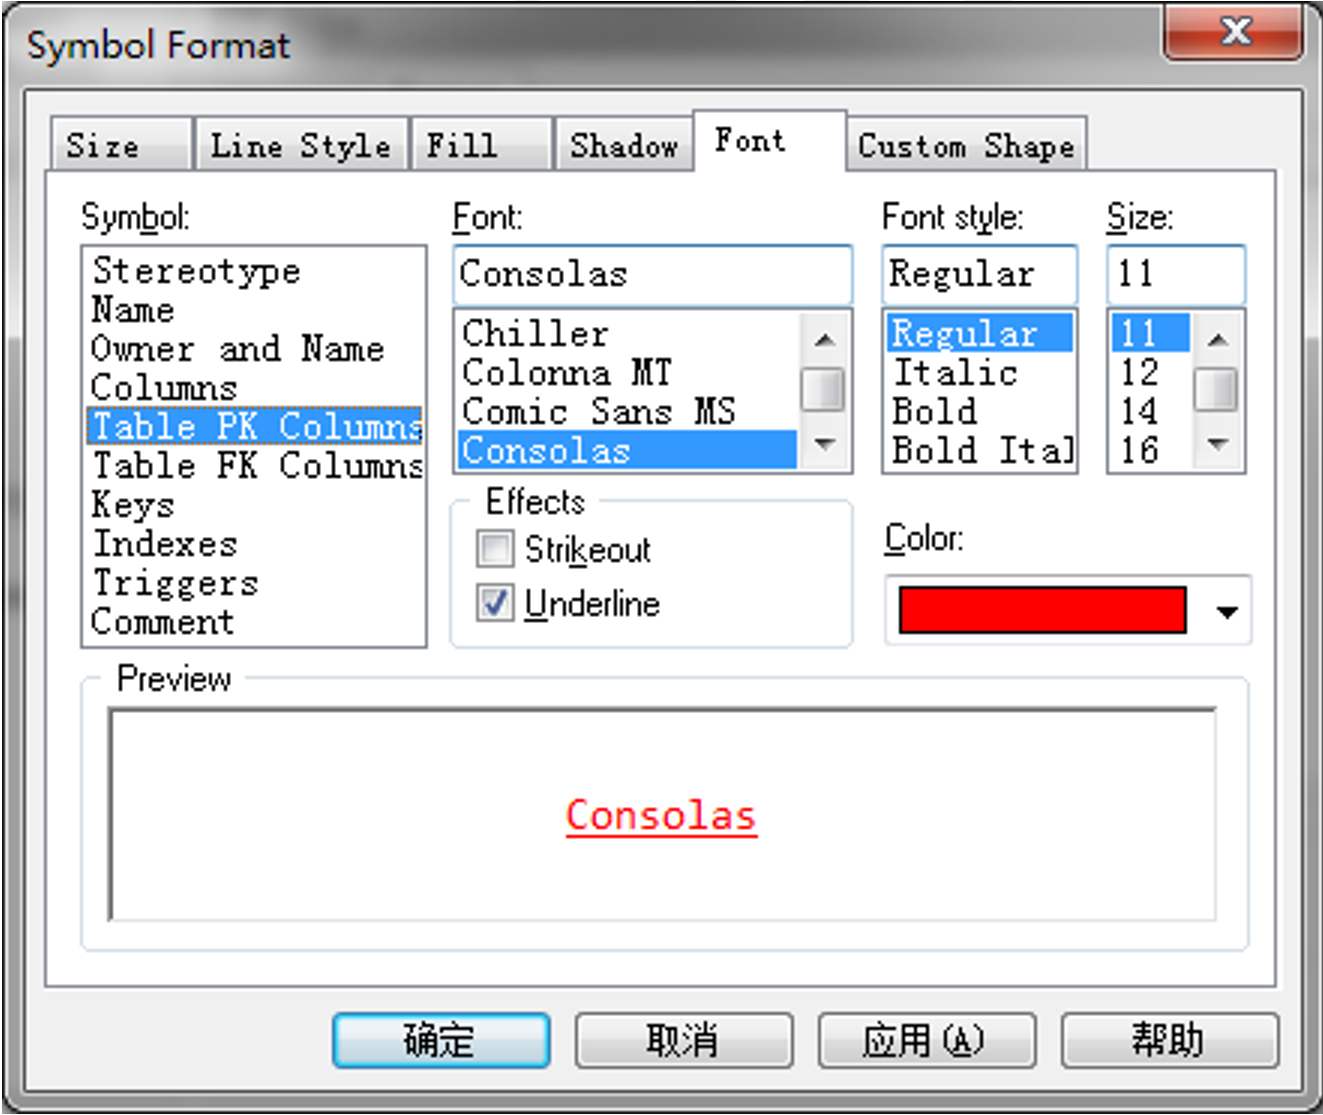 Symbol Format
Size Line Style Fill Shadow Font Custom Shape
Symbol: Font: Font style: Size:
Stereotype
Name
Owner and Name
Columns
Table PK Columns
Table FK Columns
Keys
Indexes
Triggers
Comment
Consolas
Chiller
Colonna MT
Comic Sans MS
Consolas
Regular
Regular
Italic
Bold
Bold Ital
11
11
12
14
16
Effects
Strikeout
Underline
Color:
Preview
Consolas
确定 取消 应用(A) 帮助